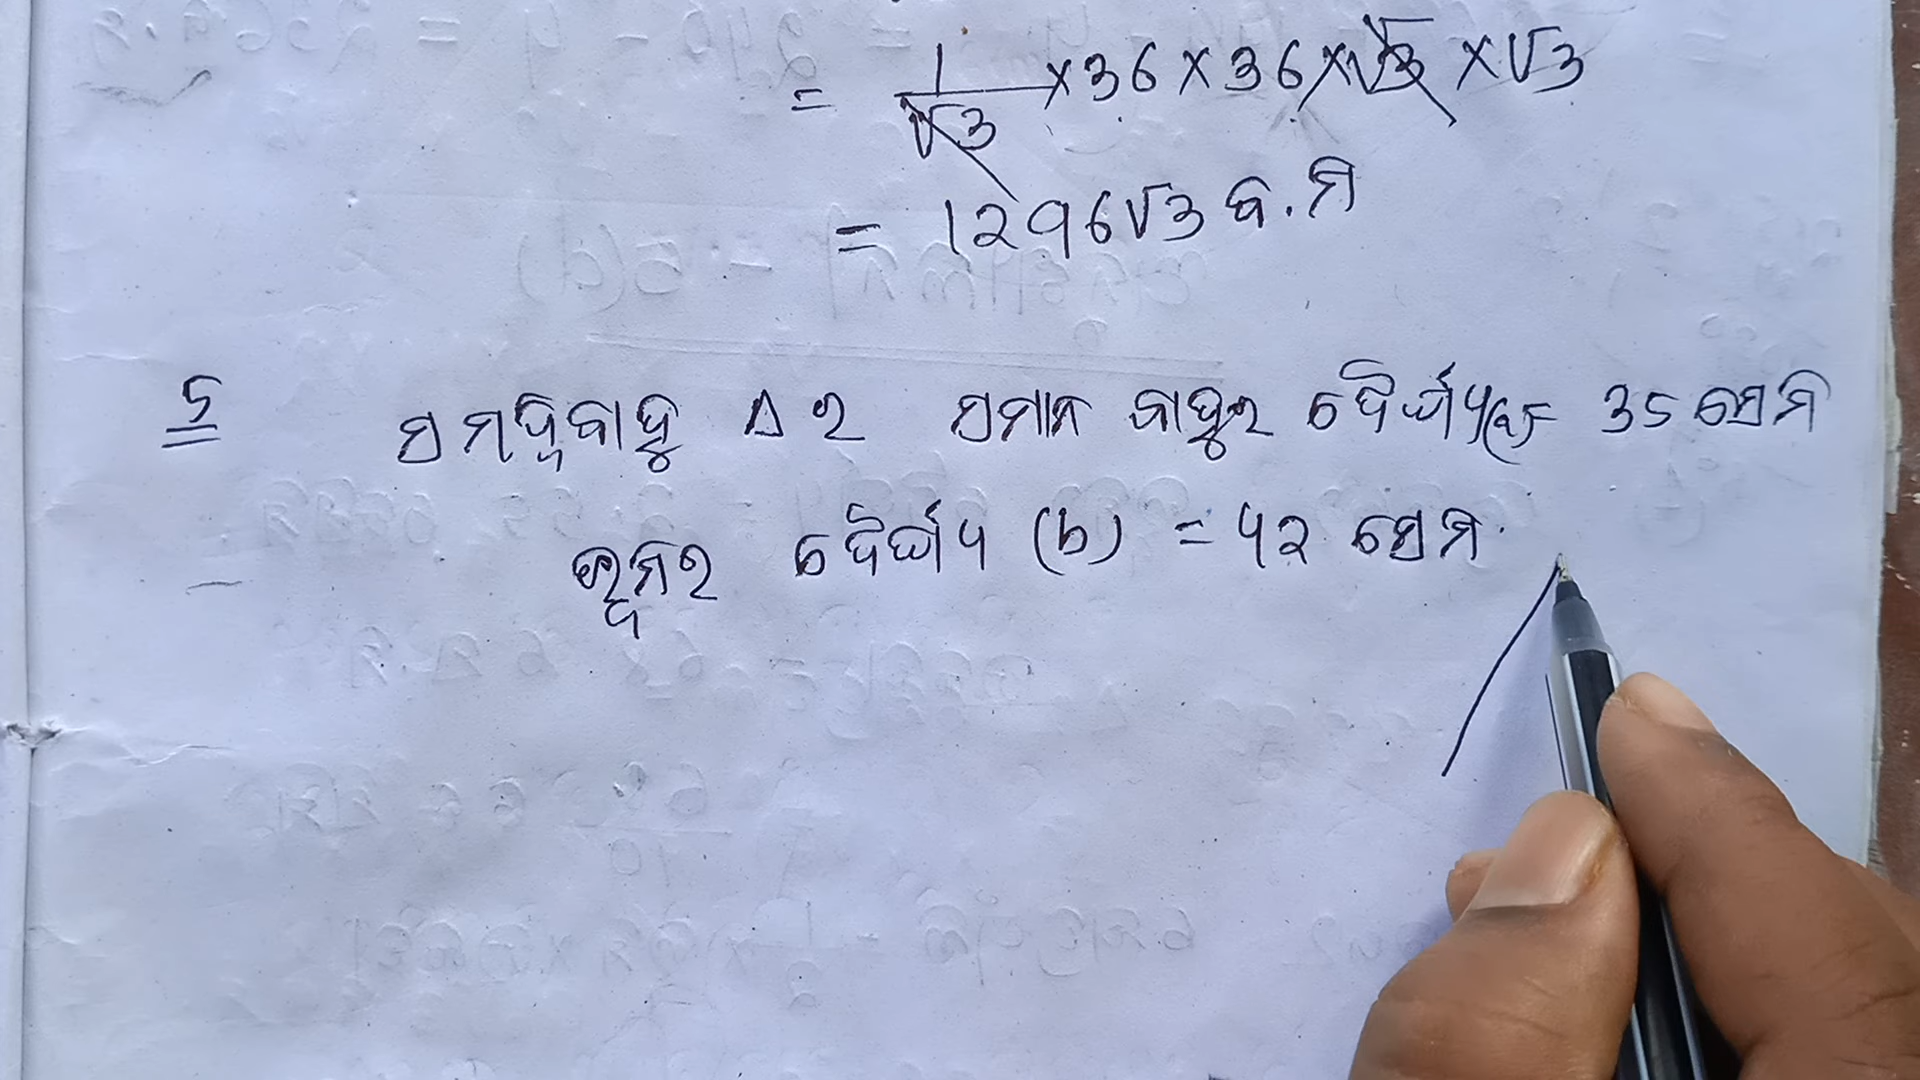 = 1/√3 × 36 × 36 × √3 × √3
= 1296√3 ବ.ମି
5 ସମଦ୍ୱିବାହୁ Δ ର ସମାନ ବାହୁର ଦୈର୍ଘ୍ୟ(a)= 35 ସେମି
ଭୂମିର ଦୈର୍ଘ୍ୟ (b) = 42 ସେମି.